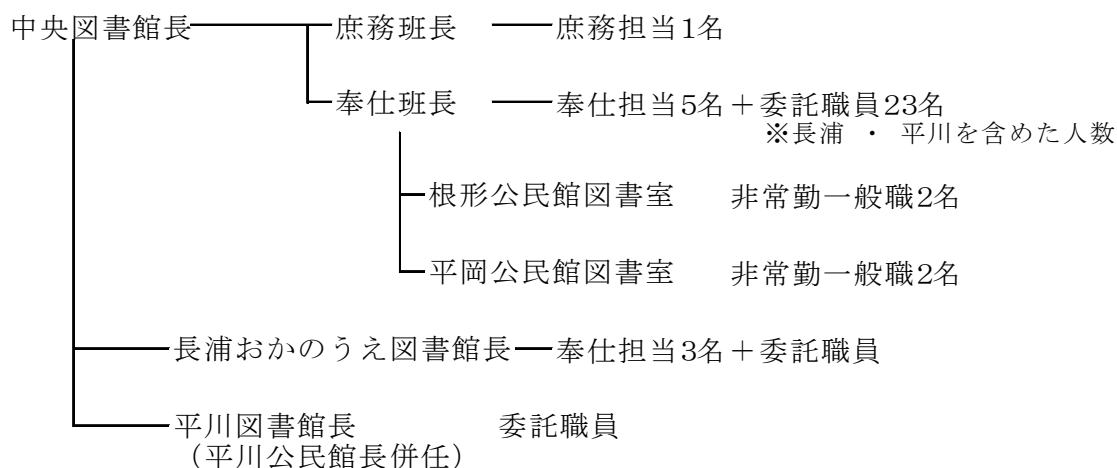 中央図書館長 庶務班長 庶務担当1名
奉仕班長 奉仕担当5名＋委託職員23名
※長浦 ・ 平川を含めた人数
根形公民館図書室 非常勤一般職2名
平岡公民館図書室 非常勤一般職2名
長浦おかのうえ図書館長 奉仕担当3名＋委託職員
平川図書館長 委託職員
（平川公民館長併任）